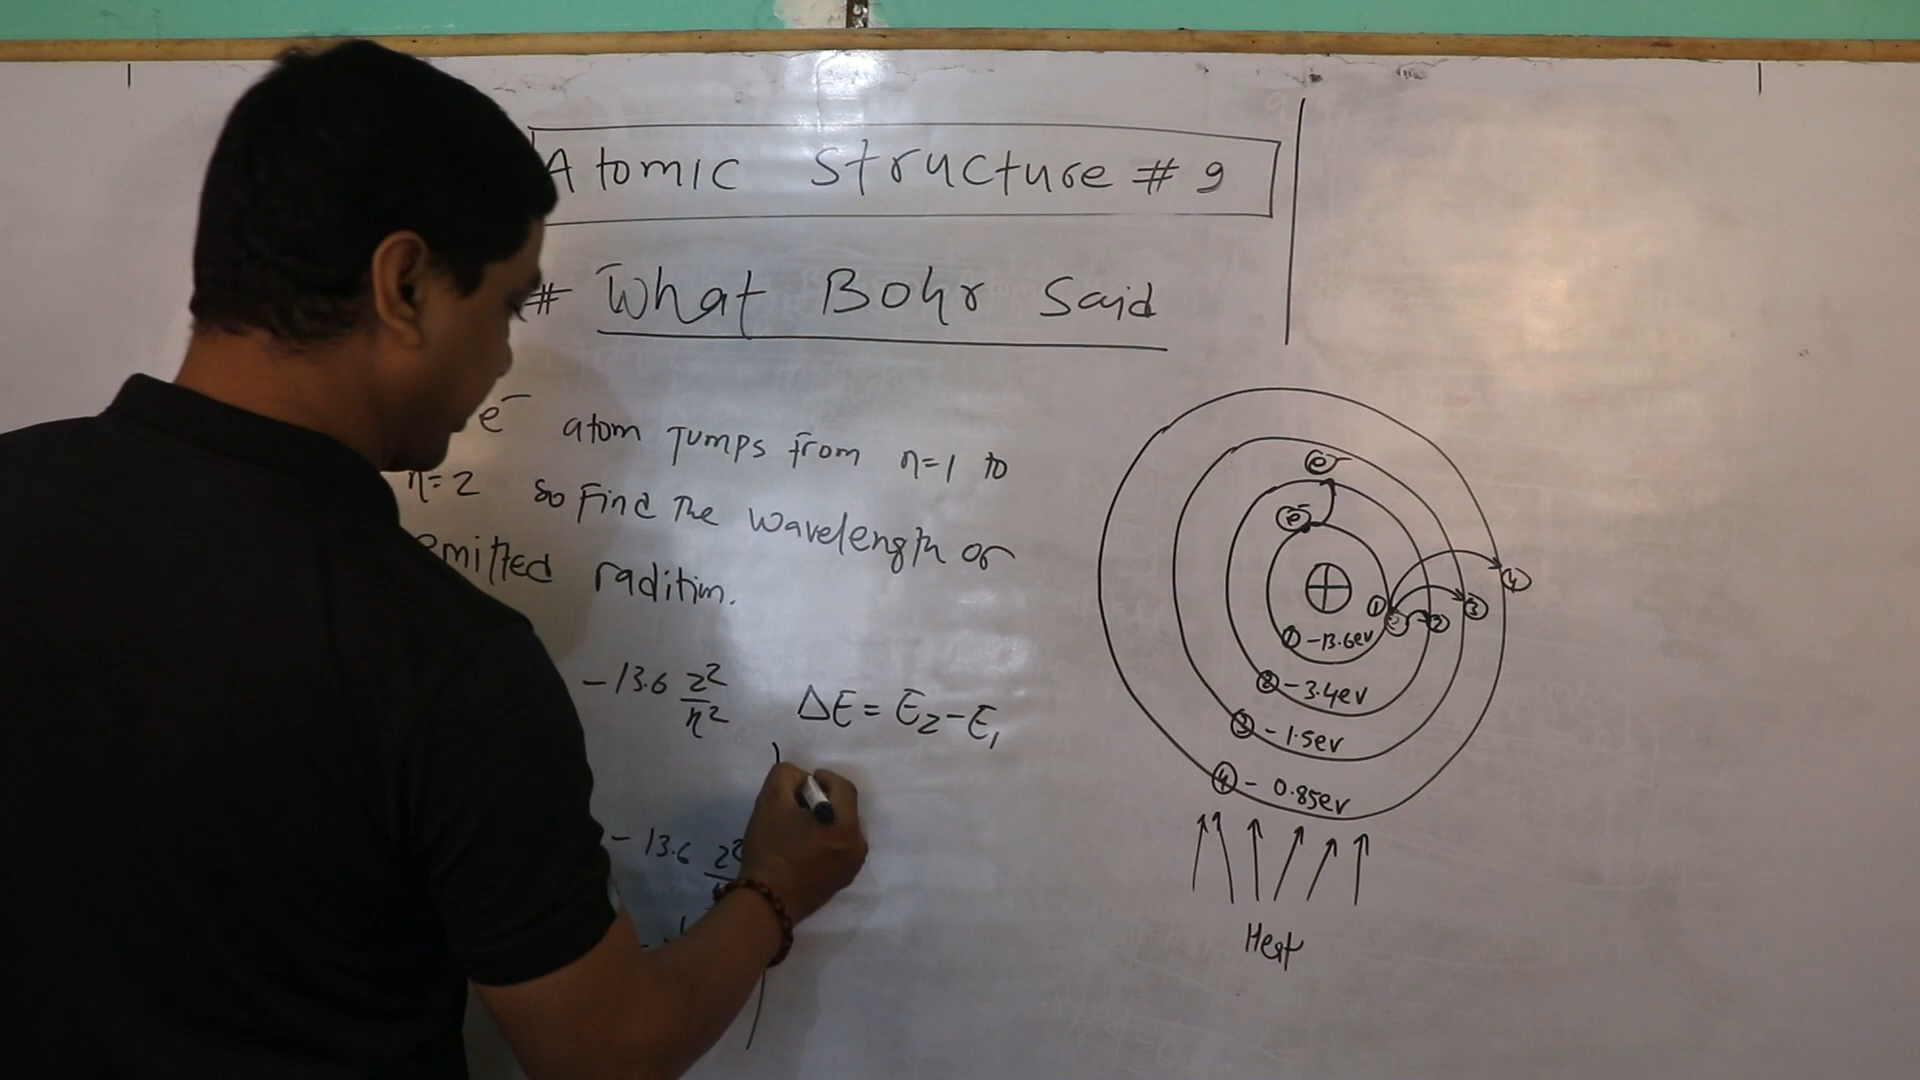 Atomic Structure # 9
# What Bohr Said
e⁻ atom jumps from n=1 to
n=2 so Find The wavelength of
emitted radition.
-13.6 z²/n²
ΔE = E₂-E₁
- 13.6 z²
e⁻
e⁻
① ② ② ③ ④
① -13.6ev
② -3.4ev
③ -1.5ev
④ - 0.85ev
Heat